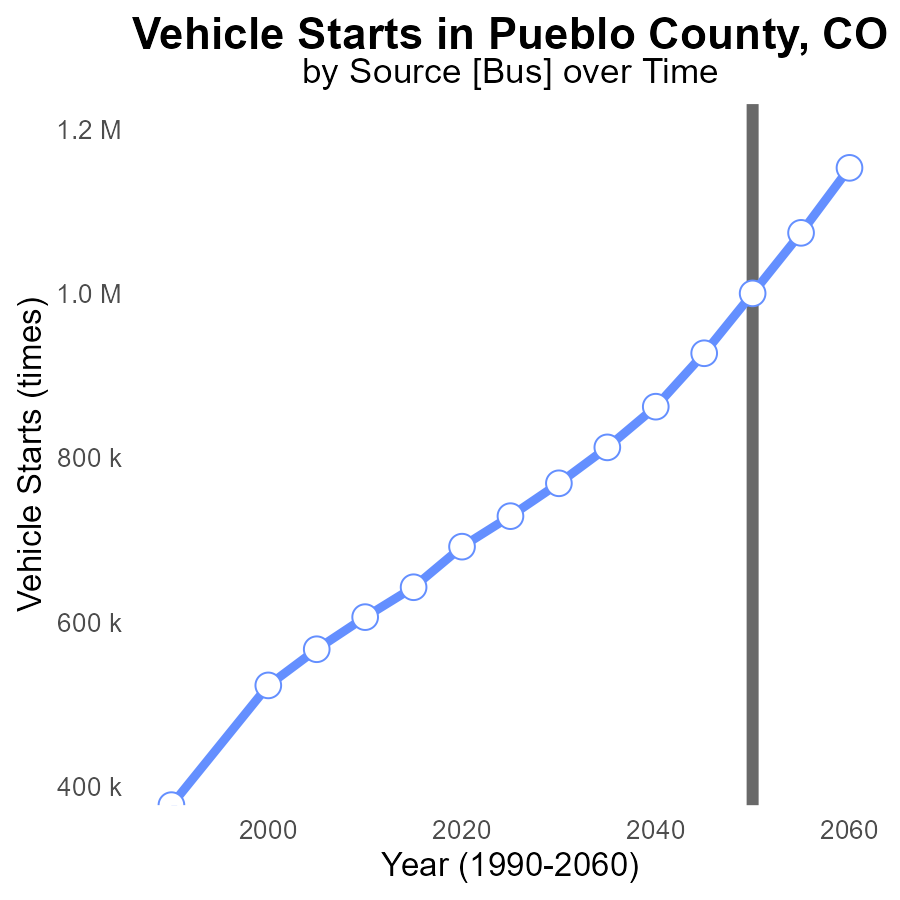 Vehicle Starts in Pueblo County, CO
by Source [Bus] over Time
Vehicle Starts (times)
1.2 M
1.0 M
800 k
600 k
400 k
2000 2020 2040 2060
Year (1990-2060)